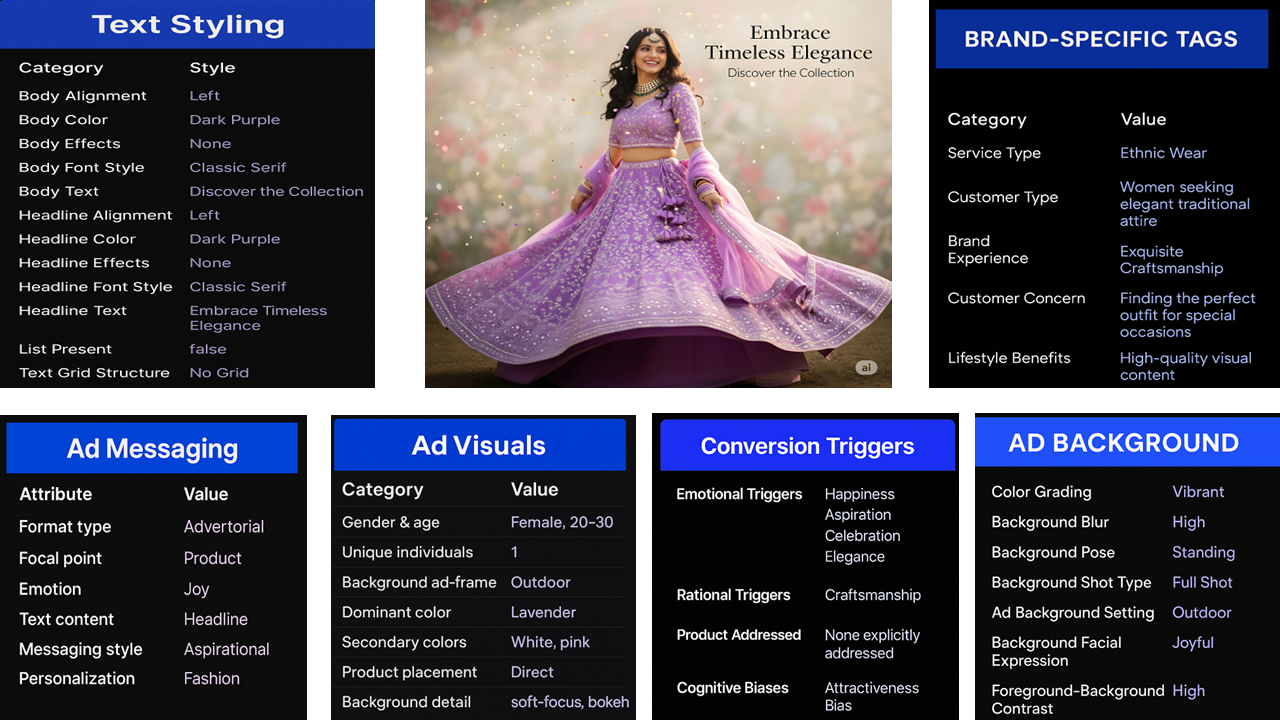 Text Styling
Category Style
Body Alignment Left
Body Color Dark Purple
Body Effects None
Body Font Style Classic Serif
Body Text Discover the Collection
Headline Alignment Left
Headline Color Dark Purple
Headline Effects None
Headline Font Style Classic Serif
Headline Text Embrace Timeless
Elegance
List Present false
Text Grid Structure No Grid
Embrace
Timeless Elegance
Discover the Collection
ai
BRAND-SPECIFIC TAGS
Category Value
Service Type Ethnic Wear
Customer Type Women seeking
elegant traditional
attire
Brand
Experience Exquisite
Craftsmanship
Customer Concern Finding the perfect
outfit for special
occasions
Lifestyle Benefits High-quality visual
content
Ad Messaging
Attribute Value
Format type Advertorial
Focal point Product
Emotion Joy
Text content Headline
Messaging style Aspirational
Personalization Fashion
Ad Visuals
Category Value
Gender & age Female, 20–30
Unique individuals 1
Background ad-frame Outdoor
Dominant color Lavender
Secondary colors White, pink
Product placement Direct
Background detail soft-focus, bokeh
Conversion Triggers
Emotional Triggers Happiness
Aspiration
Celebration
Elegance
Rational Triggers Craftsmanship
Product Addressed None explicitly
addressed
Cognitive Biases Attractiveness
Bias
AD BACKGROUND
Color Grading Vibrant
Background Blur High
Background Pose Standing
Background Shot Type Full Shot
Ad Background Setting Outdoor
Background Facial Joyful
Expression
Foreground-Background High
Contrast